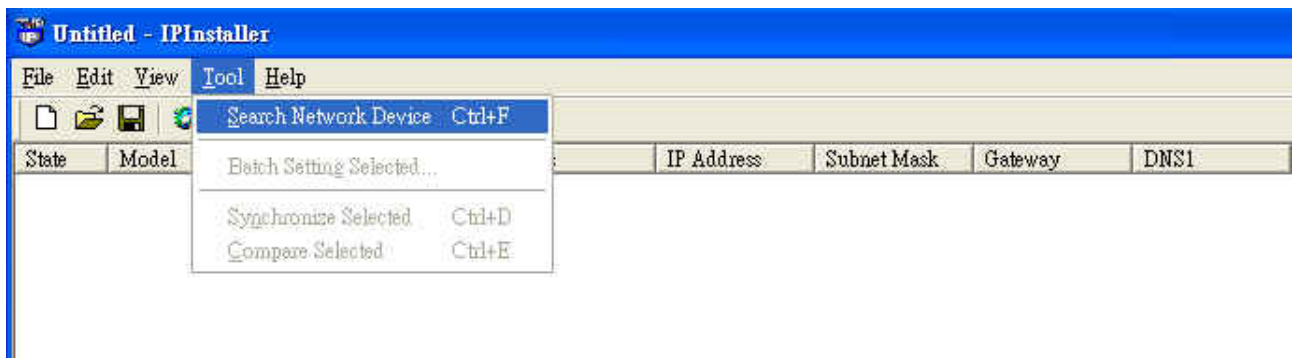 Untitled - IPInstaller
File Edit View Tool Help
Search Network Device Ctrl+F
State Model IP Address Subnet Mask Gateway DNS1
Batch Setting Selected...
Synchronize Selected Ctrl+D
Compare Selected Ctrl+E